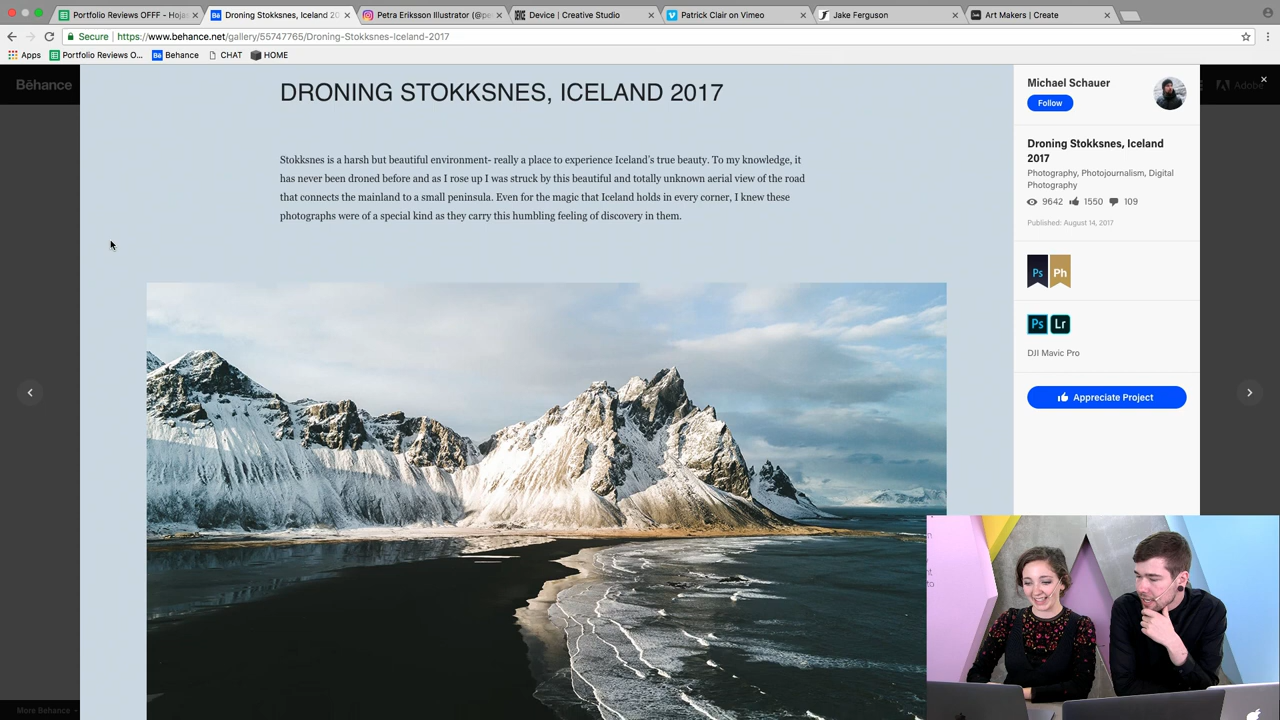 Portfolio Reviews OFFF - Hoja
Droning Stokksnes, Iceland 20
Petra Eriksson Illustrator (@pe
Device | Creative Studio
Patrick Clair on Vimeo
Jake Ferguson
Art Makers | Create
Secure
https://www.behance.net/gallery/55747765/Droning-Stokksnes-Iceland-2017
Apps
Portfolio Reviews O...
Bē Behance
CHAT
HOME
Bēhance
Adobe
DRONING STOKKSNES, ICELAND 2017
Stokksnes is a harsh but beautiful environment- really a place to experience Iceland's true beauty. To my knowledge, it
has never been droned before and as I rose up I was struck by this beautiful and totally unknown aerial view of the road
that connects the mainland to a small peninsula. Even for the magic that Iceland holds in every corner, I knew these
photographs were of a special kind as they carry this humbling feeling of discovery in them.
Michael Schauer
Follow
Droning Stokksnes, Iceland
2017
Photography, Photojournalism, Digital
Photography
9642 1550 109
Published: August 14, 2017
Ps Ph
Ps Lr
DJI Mavic Pro
Appreciate Project
More Behance